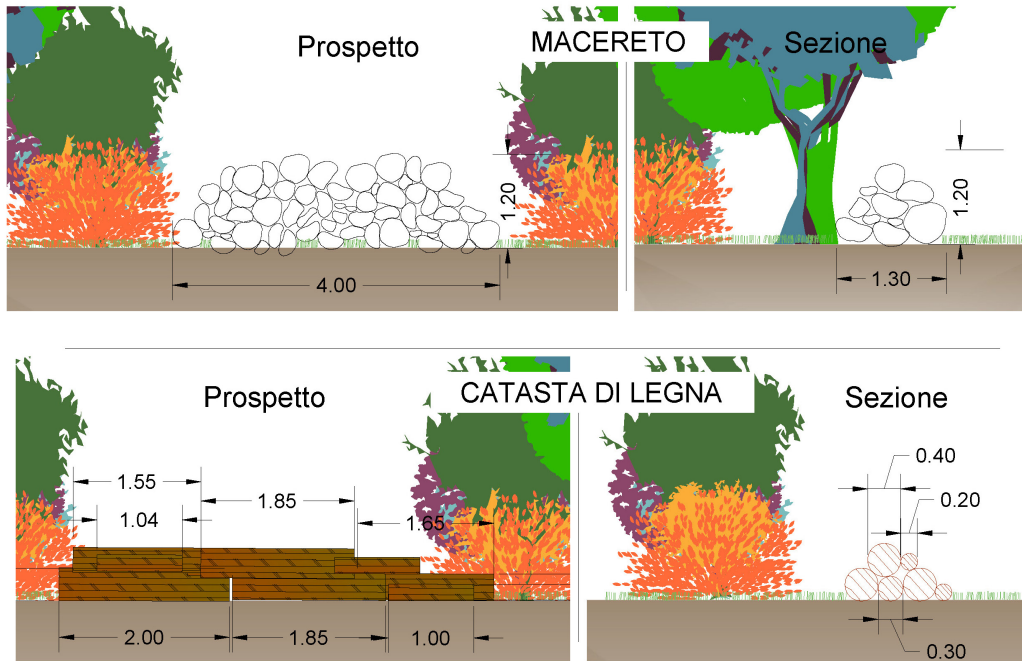 Prospetto
MACERETO
Sezione
1.20
4.00
1.20
1.30
Prospetto
CATASTA DI LEGNA
Sezione
1.55
1.85
1.04
1.65
2.00
1.85
1.00
0.40
0.20
0.30